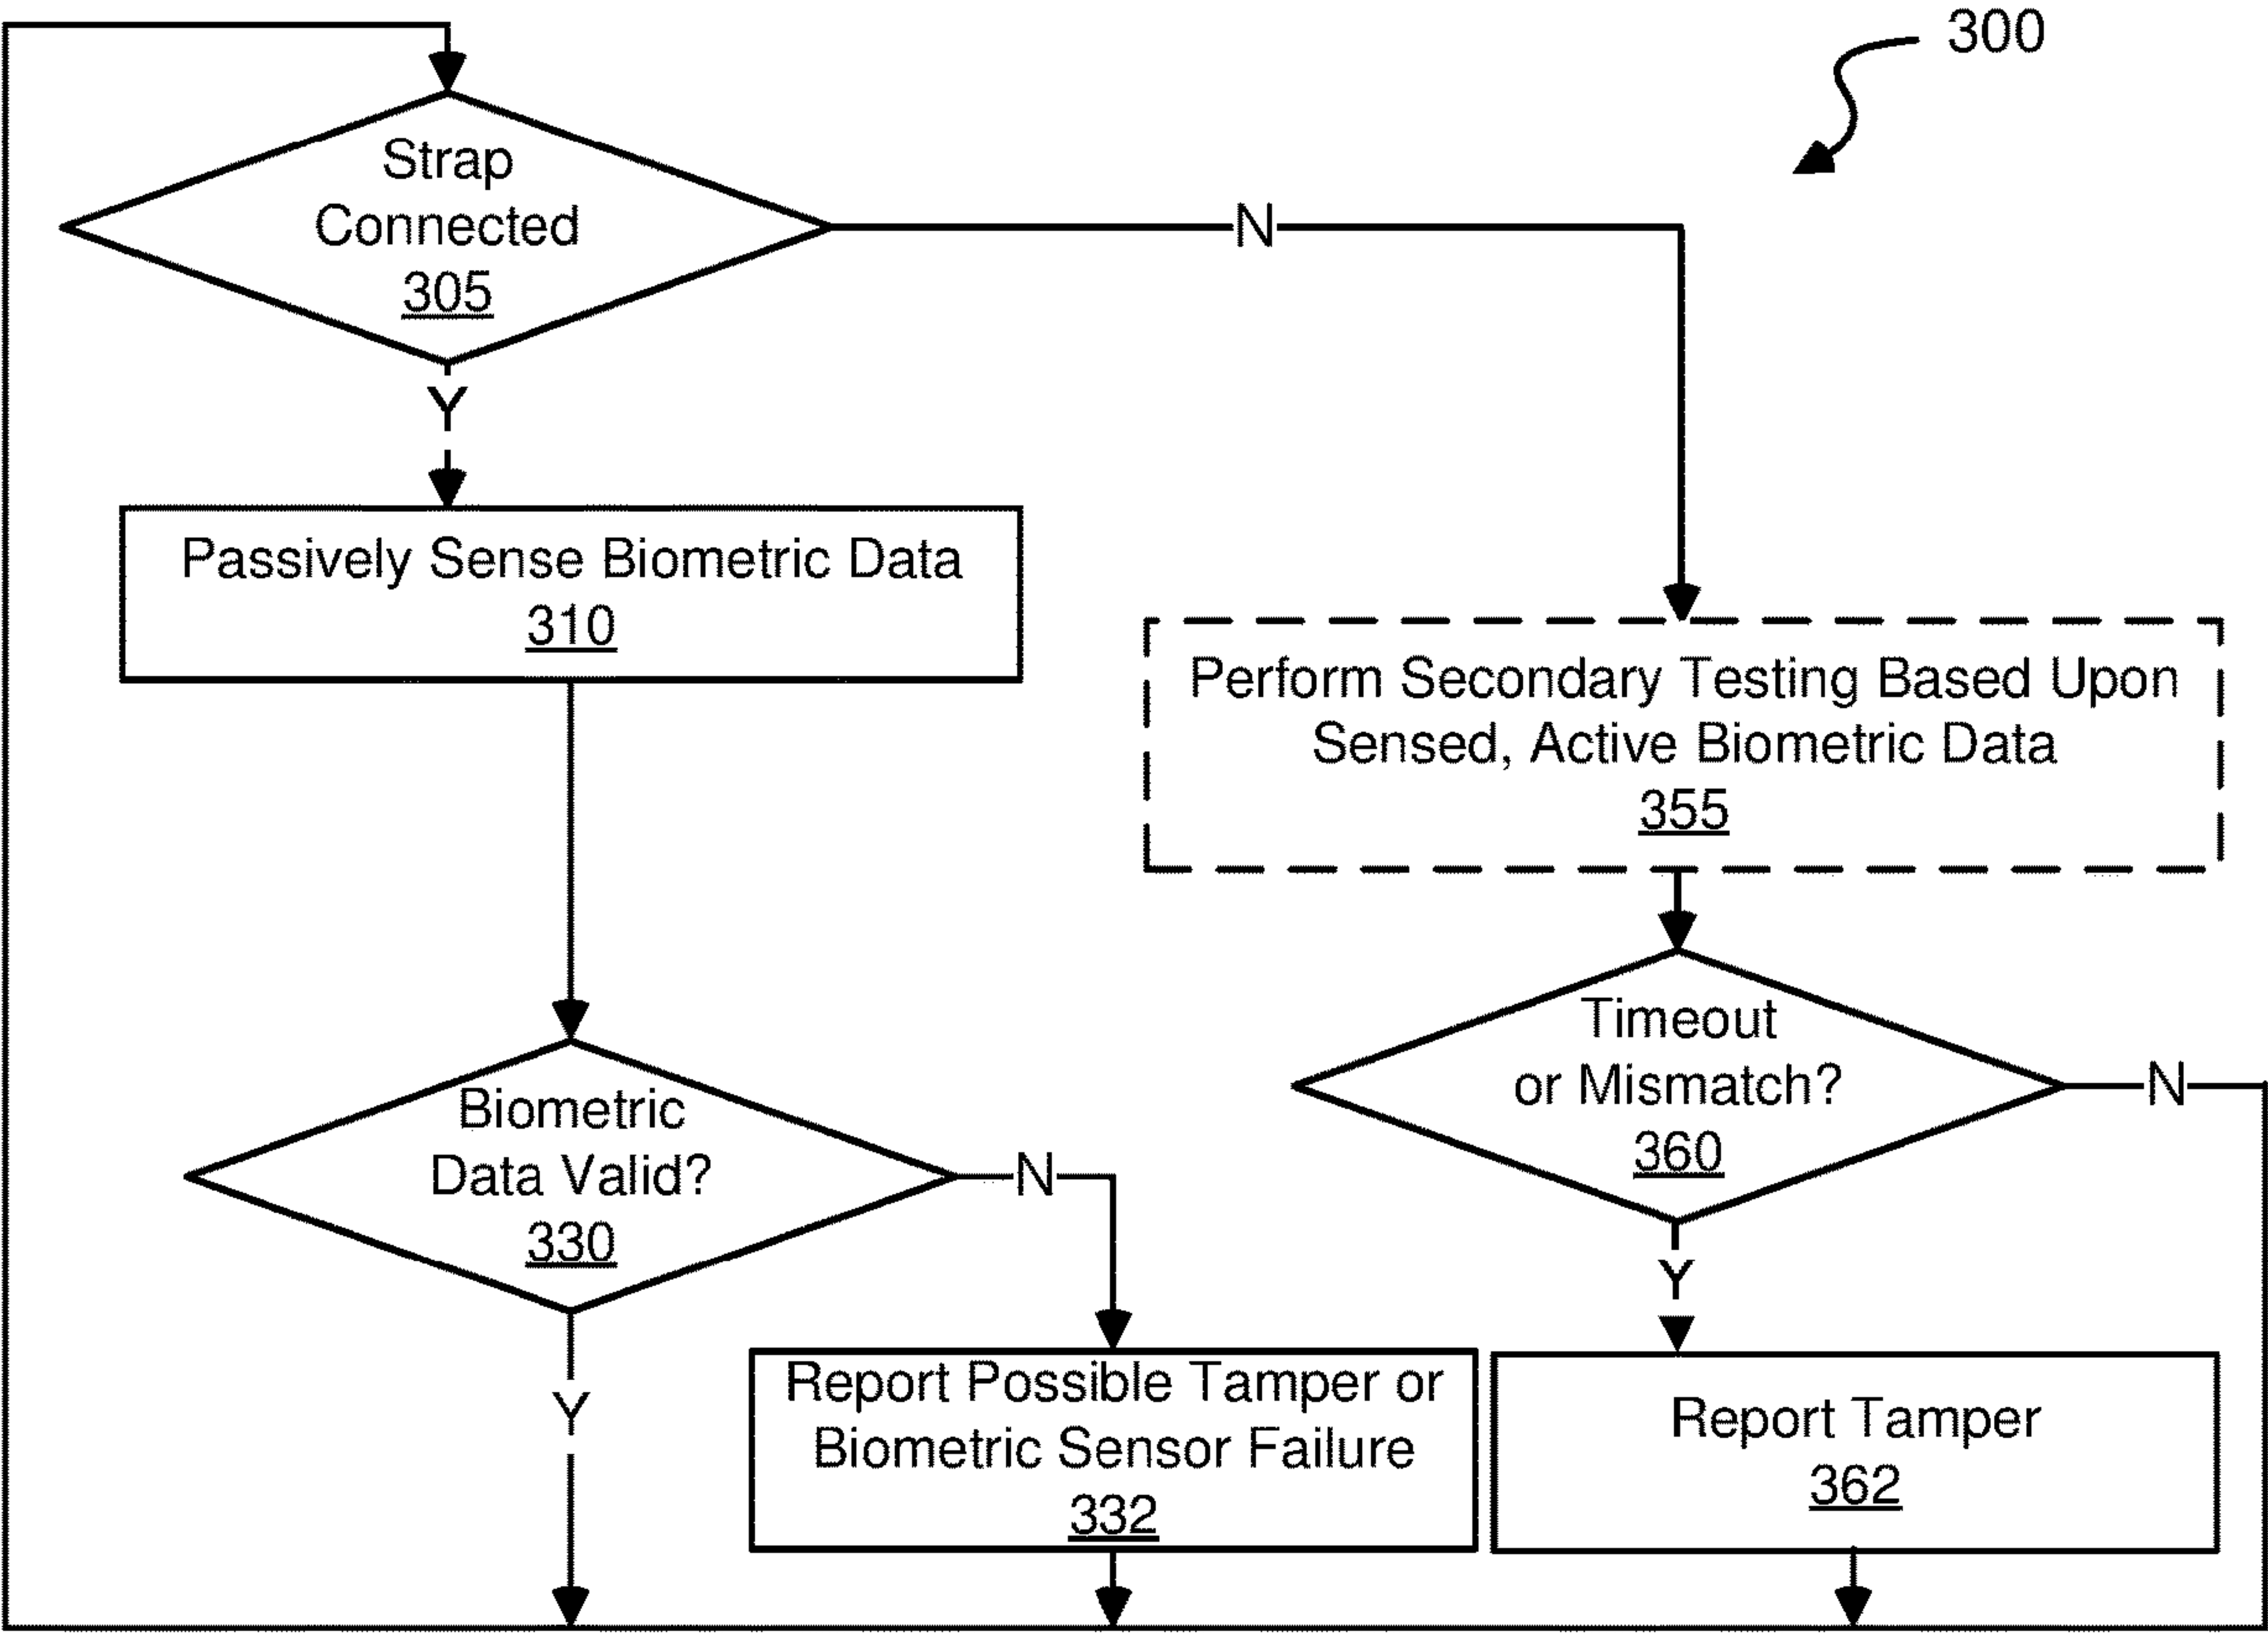 300
Strap
Connected
305
N
Y
Passively Sense Biometric Data
310
Perform Secondary Testing Based Upon
Sensed, Active Biometric Data
355
Timeout
or Mismatch?
360
N
Biometric
Data Valid?
330
N
Y
Y
Report Possible Tamper or
Biometric Sensor Failure
332
Report Tamper
362